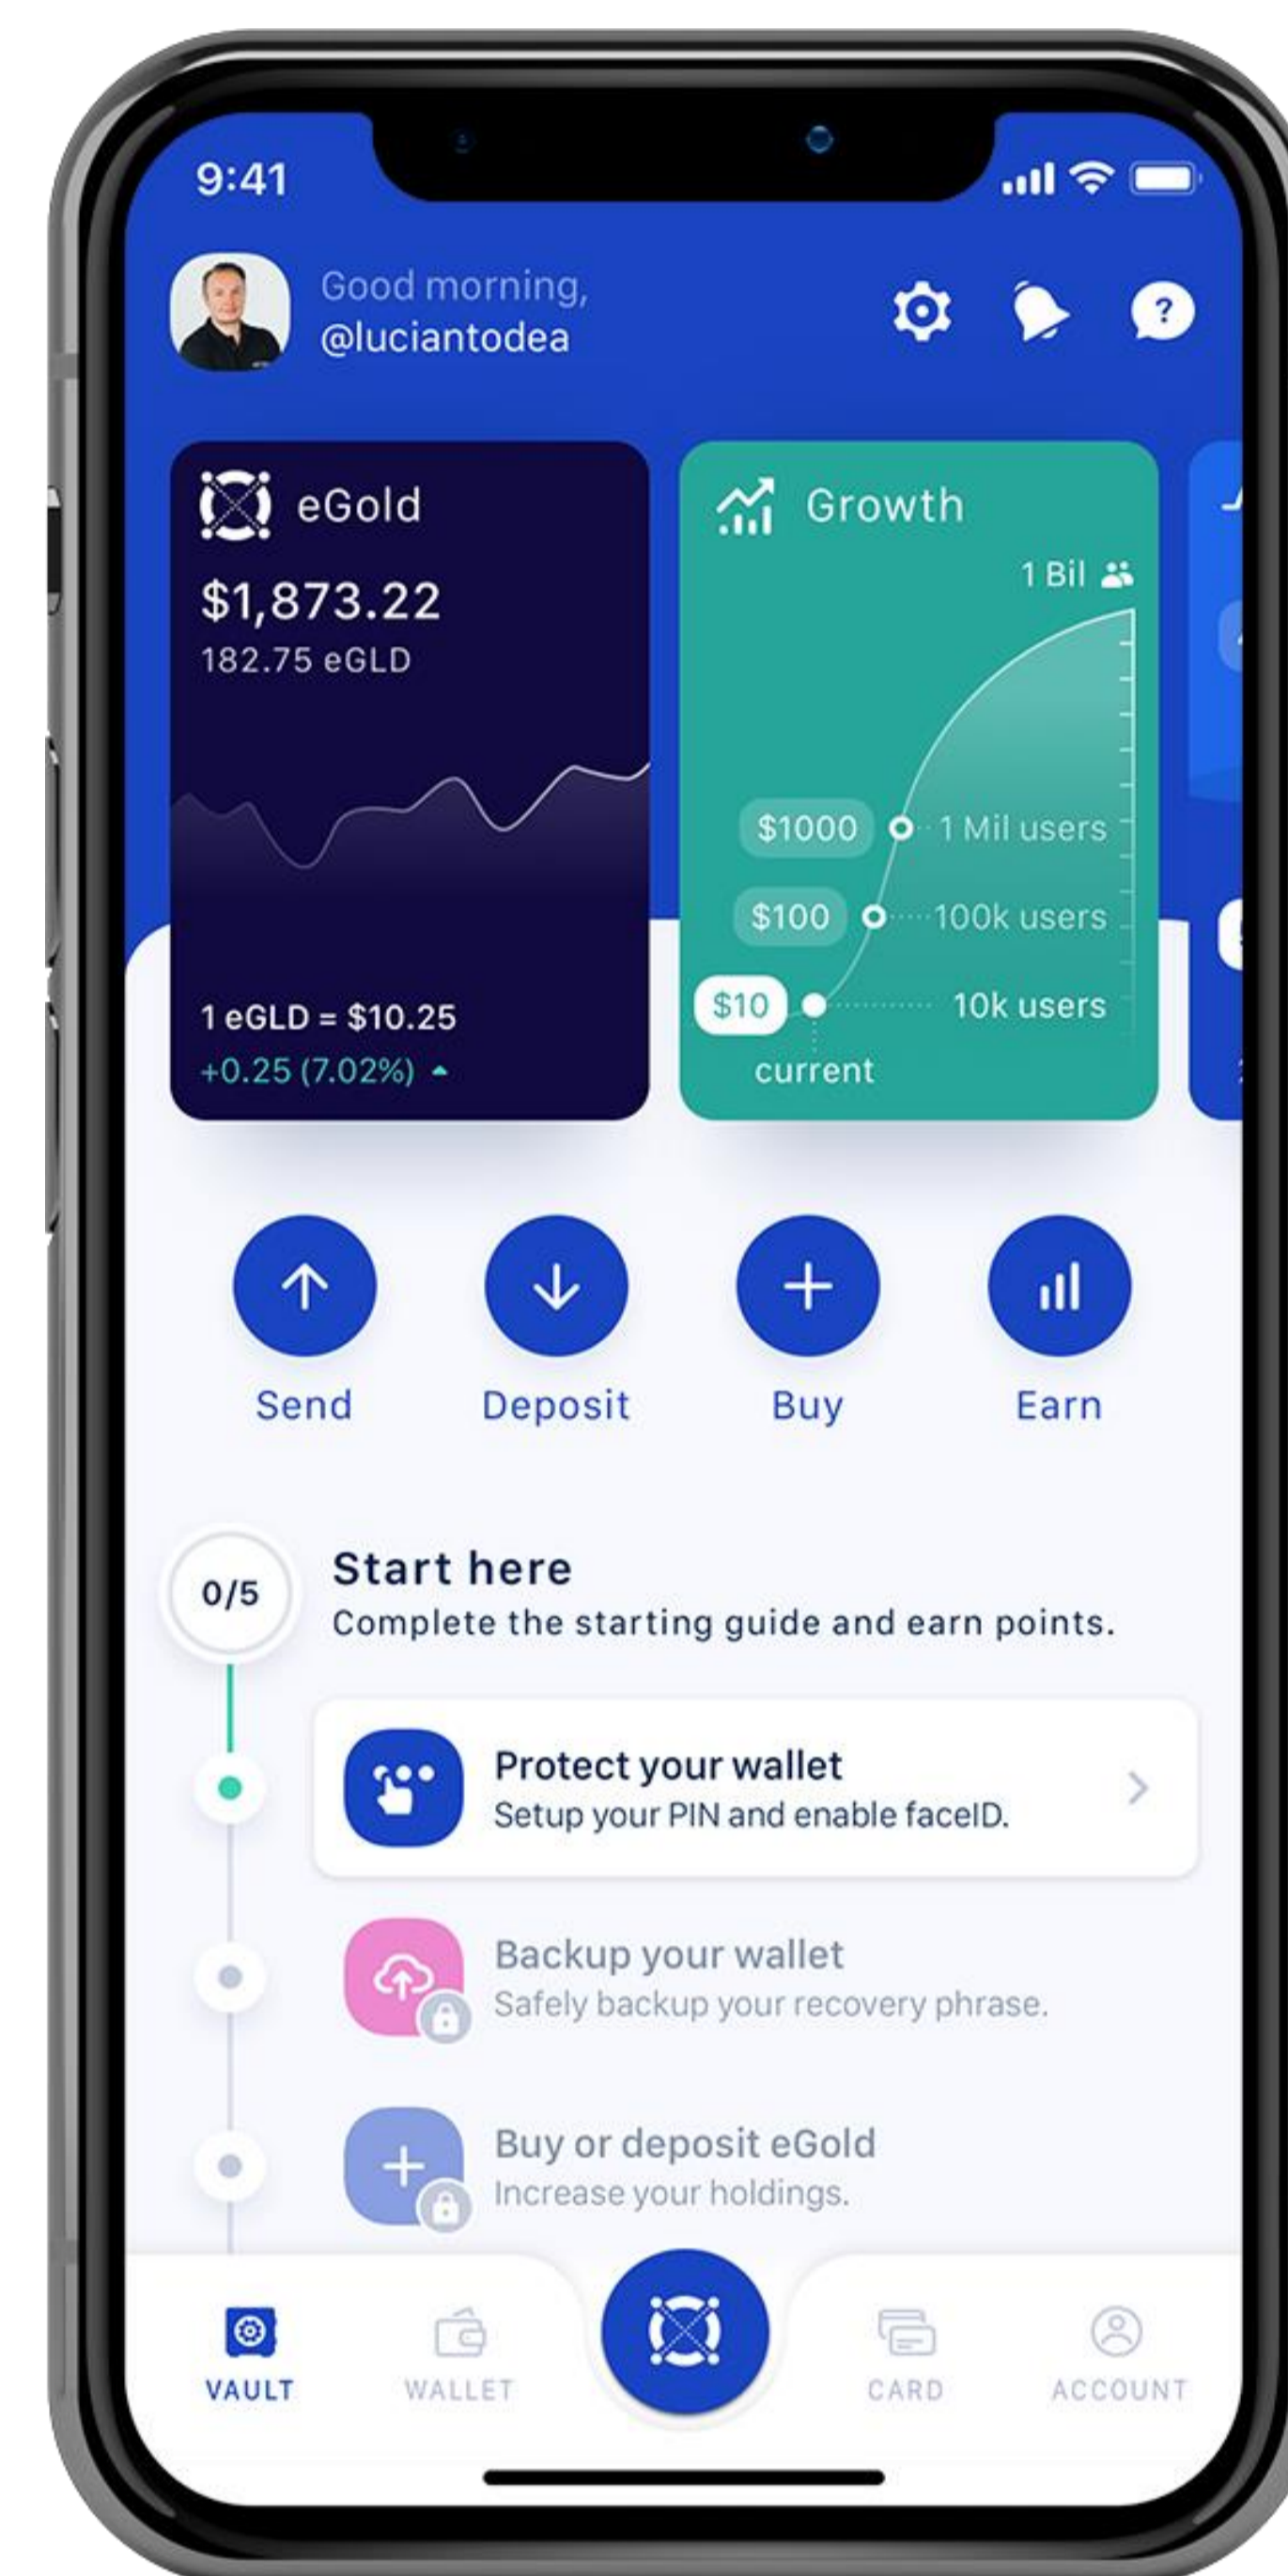 9:41
Good morning,
@luciantodea
eGold
$1,873.22
182.75 eGLD
1 eGLD = $10.25
+0.25 (7.02%)
Growth
1 Bil
$1000 1 Mil users
$100 100k users
$10 10k users
current
Send Deposit Buy Earn
0/5
Start here
Complete the starting guide and earn points.
Protect your wallet
Setup your PIN and enable faceID.
Backup your wallet
Safely backup your recovery phrase.
Buy or deposit eGold
Increase your holdings.
VAULT WALLET CARD ACCOUNT